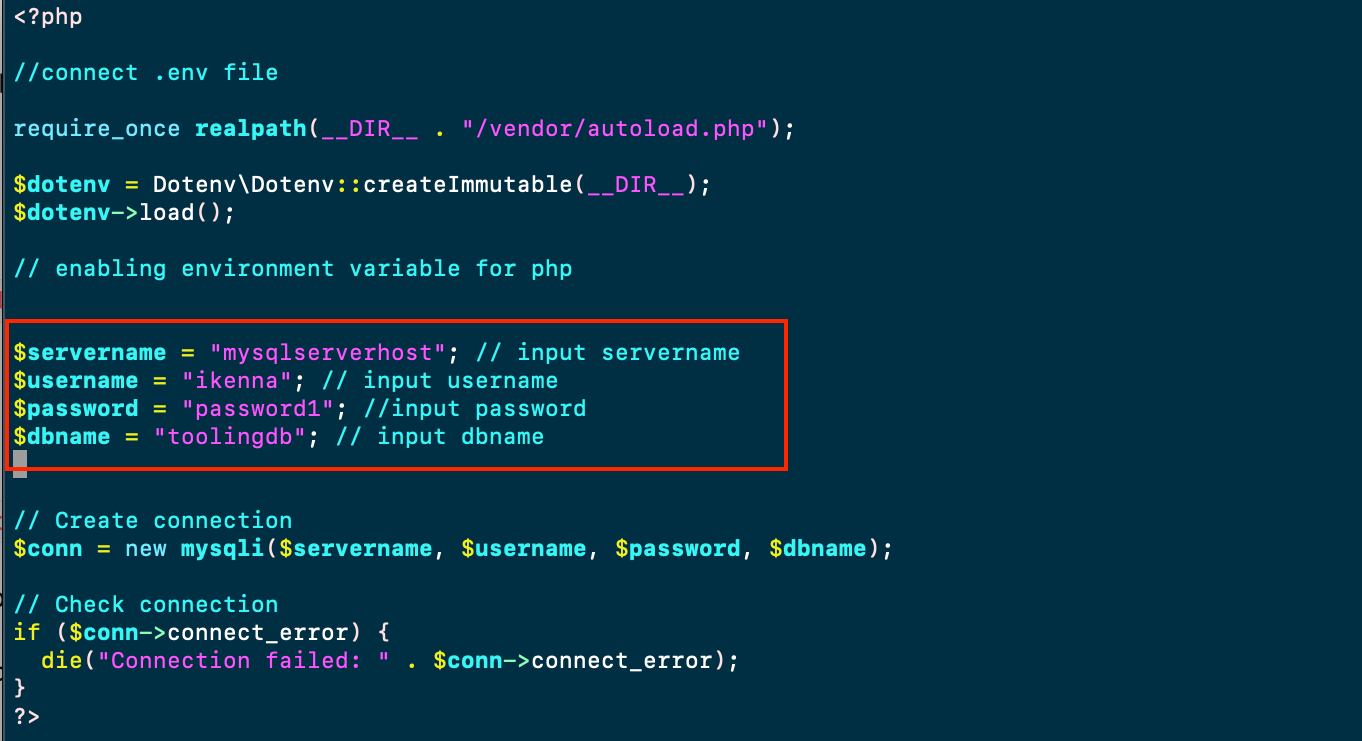 <?php
//connect .env file
require_once realpath(__DIR__ . "/vendor/autoload.php");
$dotenv = Dotenv\Dotenv::createImmutable(__DIR__);
$dotenv->load();
// enabling environment variable for php
$servername = "mysqlserverhost"; // input servername
$username = "ikenna"; // input username
$password = "password1"; //input password
$dbname = "toolingdb"; // input dbname
// Create connection
$conn = new mysqli($servername, $username, $password, $dbname);
// Check connection
if ($conn->connect_error) {
  die("Connection failed: " . $conn->connect_error);
}
?>